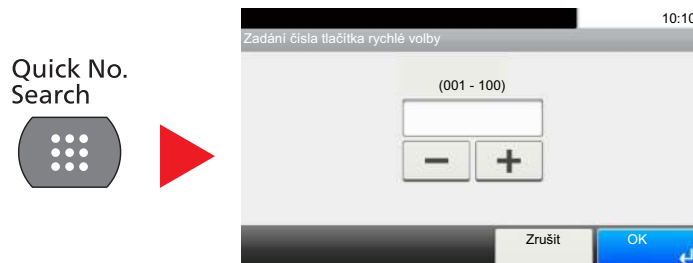 Quick No.
Search
10:10
Zadání čísla tlačítka rychlé volby
(001 - 100)
Zrušit
OK